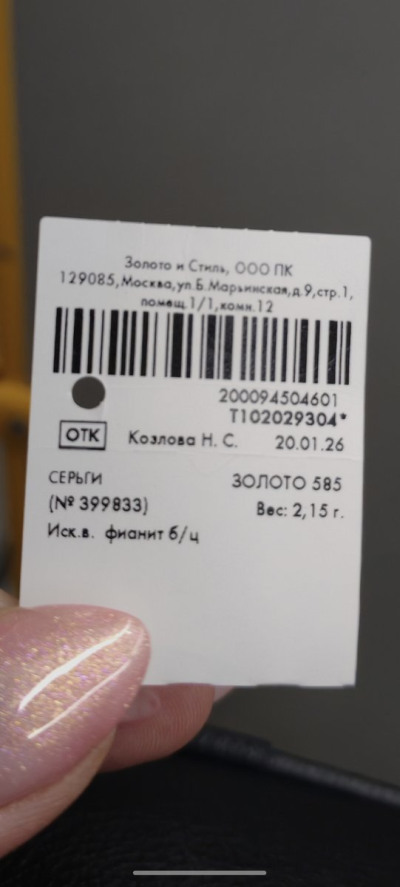 Золото и Стиль, ООО ПК
129085,Москва,ул.Б.Марьинская,д.9,стр.1,
помещ.1/1,комн.12
200094504601
Т102029304*
ОТК Козлова Н. С. 20.01.26
СЕРЬГИ ЗОЛОТО 585
(№ 399833) Вес: 2,15 г.
Иск.в. фианит б/ц